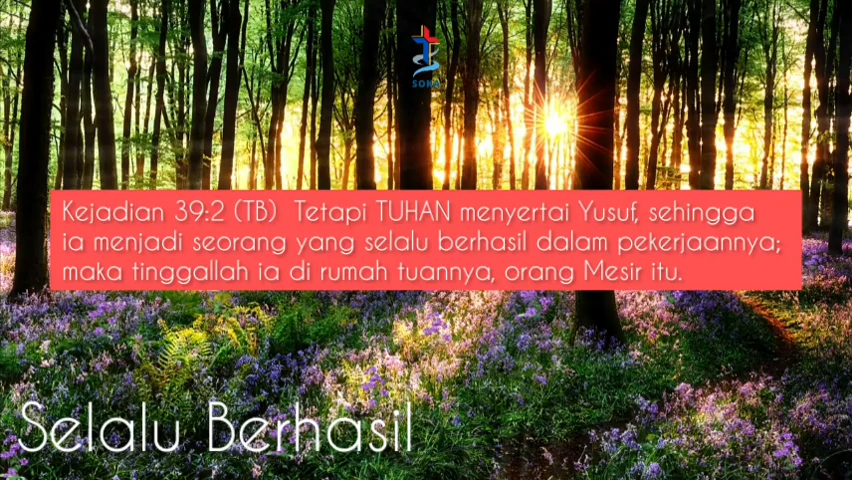 SOKA
Kejadian 39:2 (TB)  Tetapi TUHAN menyertai Yusuf, sehingga
ia menjadi seorang yang selalu berhasil dalam pekerjaannya;
maka tinggallah ia di rumah tuannya, orang Mesir itu.
Selalu Berhasil